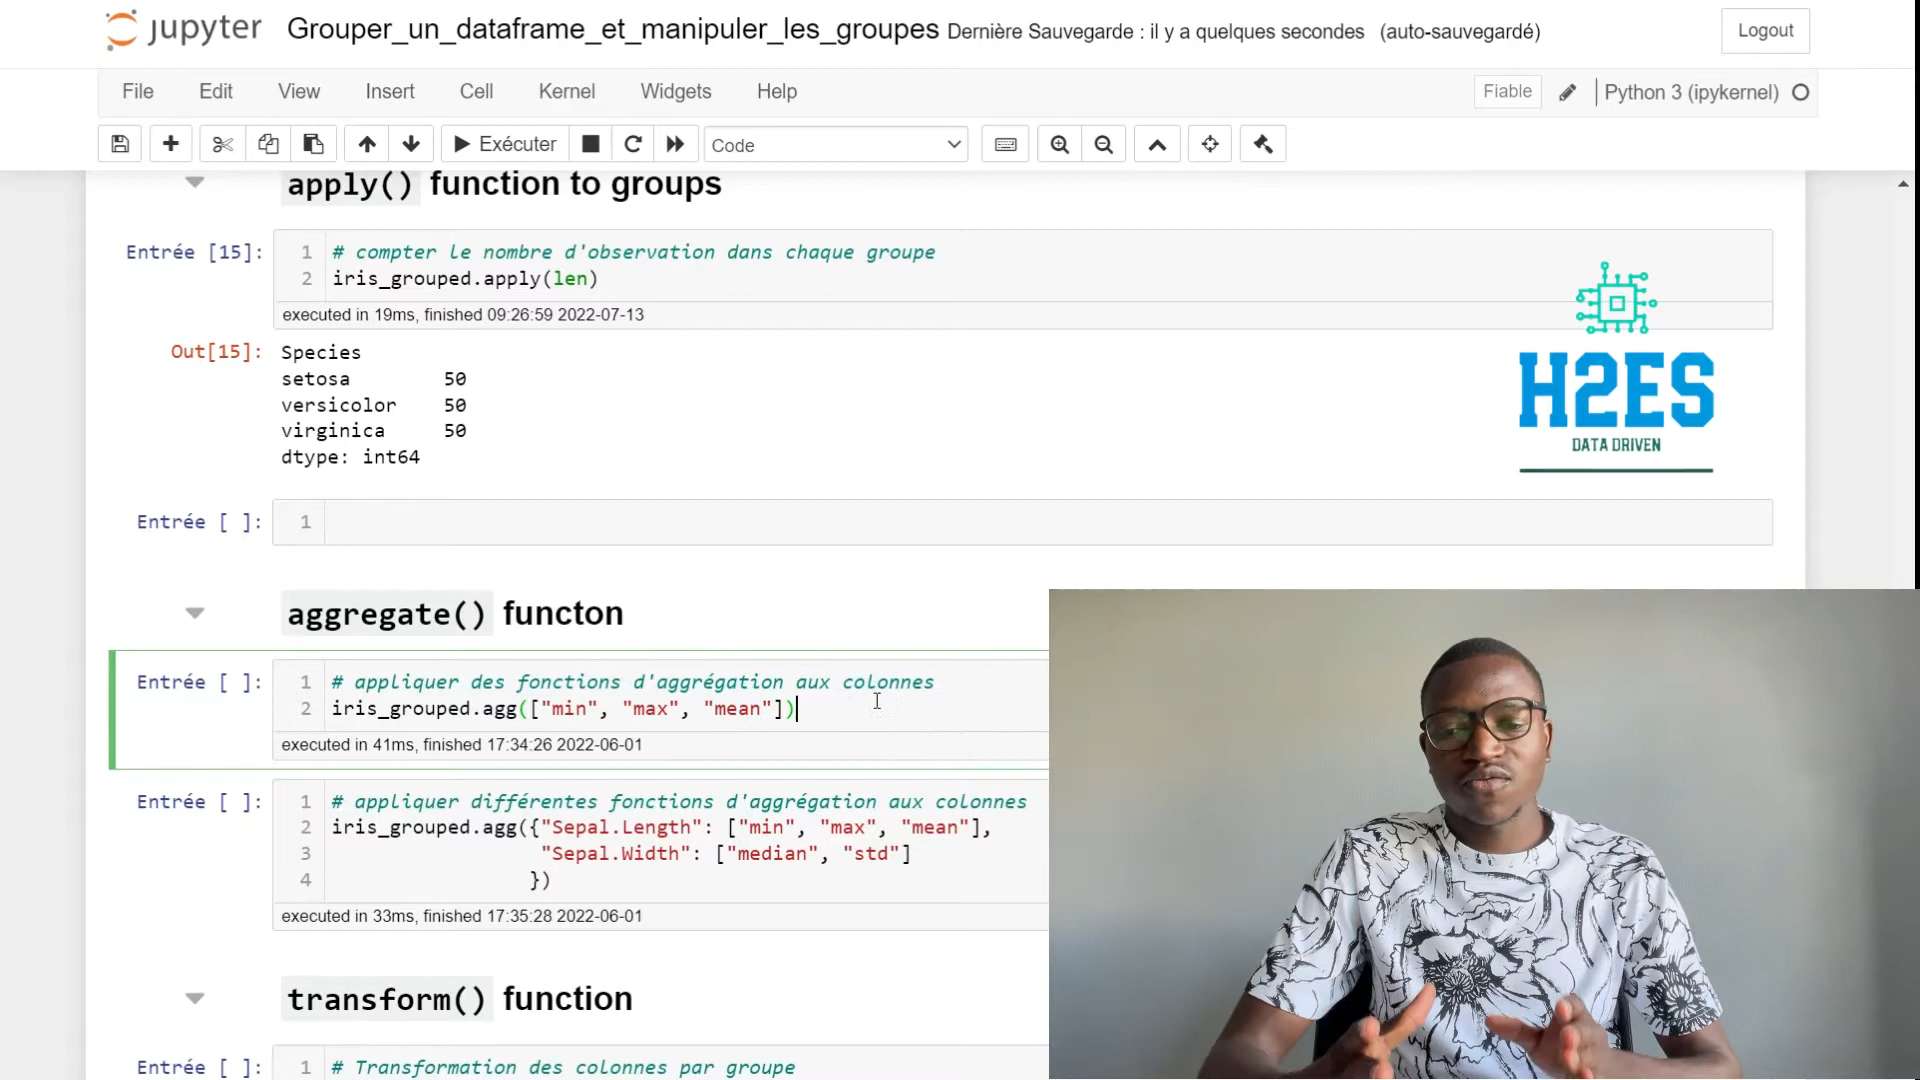 jupyter Grouper_un_dataframe_et_manipuler_les_groupes Dernière Sauvegarde : il y a quelques secondes (auto-sauvegardé) Logout
File Edit View Insert Cell Kernel Widgets Help Fiable Python 3 (ipykernel)
Exécuter Code
apply() function to groups
Entrée [15]: 1 # compter le nombre d'observation dans chaque groupe
2 iris_grouped.apply(len)
executed in 19ms, finished 09:26:59 2022-07-13
Out[15]: Species
setosa 50
versicolor 50
virginica 50
dtype: int64
H2ES
DATA DRIVEN
Entrée [ ]: 1
aggregate() functon
Entrée [ ]: 1 # appliquer des fonctions d'aggrégation aux colonnes
2 iris_grouped.agg(["min", "max", "mean"])
executed in 41ms, finished 17:34:26 2022-06-01
Entrée [ ]: 1 # appliquer différentes fonctions d'aggrégation aux colonnes
2 iris_grouped.agg({"Sepal.Length": ["min", "max", "mean"],
3 "Sepal.Width": ["median", "std"]
4 })
executed in 33ms, finished 17:35:28 2022-06-01
transform() function
Entrée [ ]: 1 # Transformation des colonnes par groupe